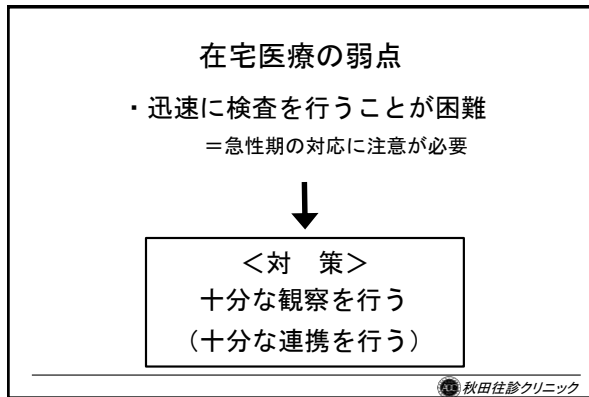 在宅医療の弱点
・迅速に検査を行うことが困難
＝急性期の対応に注意が必要
＜対　策＞
十分な観察を行う
（十分な連携を行う）
秋田往診クリニック